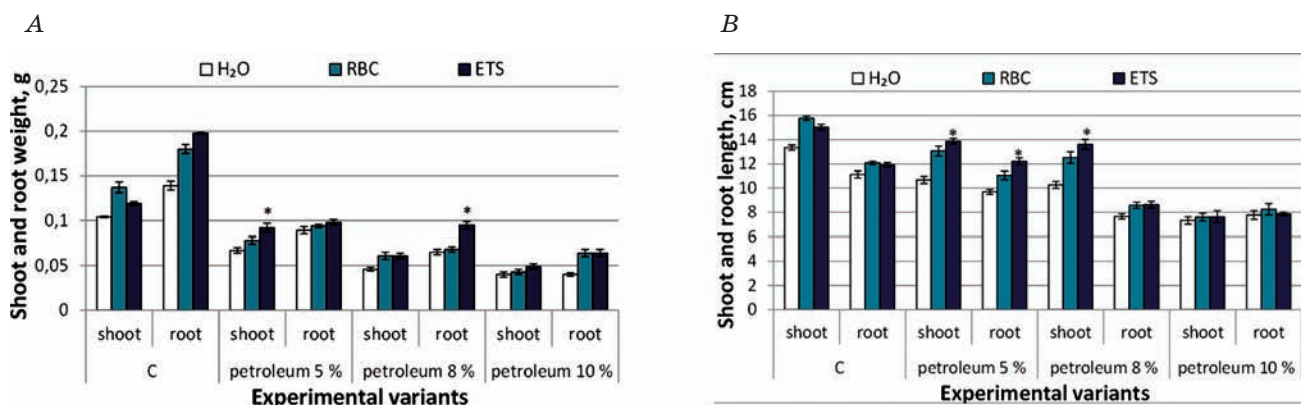 A
H₂O RBC ETS
Shoot and root weight, g
0,25
0,2
0,15
0,1
0,05
0
*
*
shoot root shoot root shoot root shoot root
C petroleum 5 % petroleum 8 % petroleum 10 %
Experimental variants
B
H₂O RBC ETS
Shoot and root length, cm
18
16
14
12
10
8
6
4
2
0
*
*
*
shoot root shoot root shoot root shoot root
C petroleum 5 % petroleum 8 % petroleum 10 %
Experimental variants